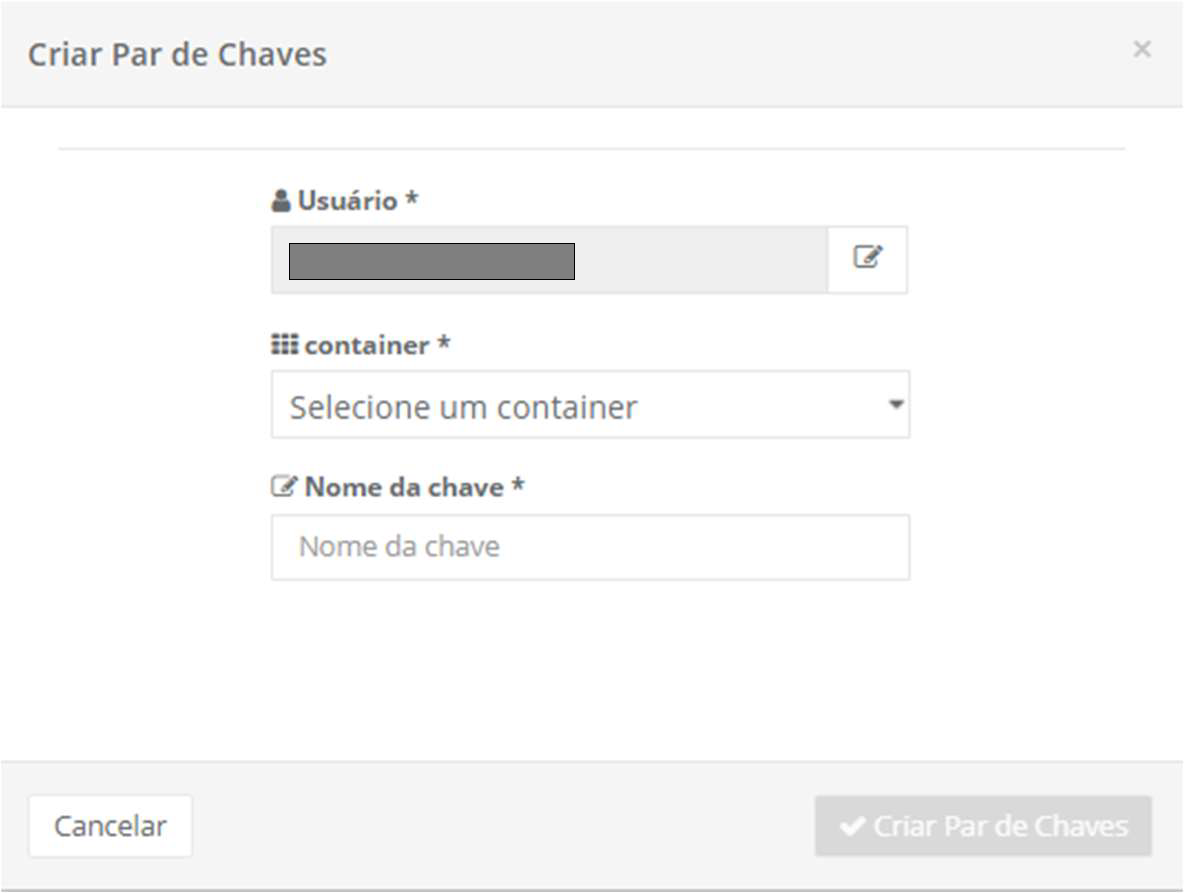 Criar Par de Chaves ×
Usuário *
container *
Selecione um container
Nome da chave *
Nome da chave
Cancelar
Criar Par de Chaves